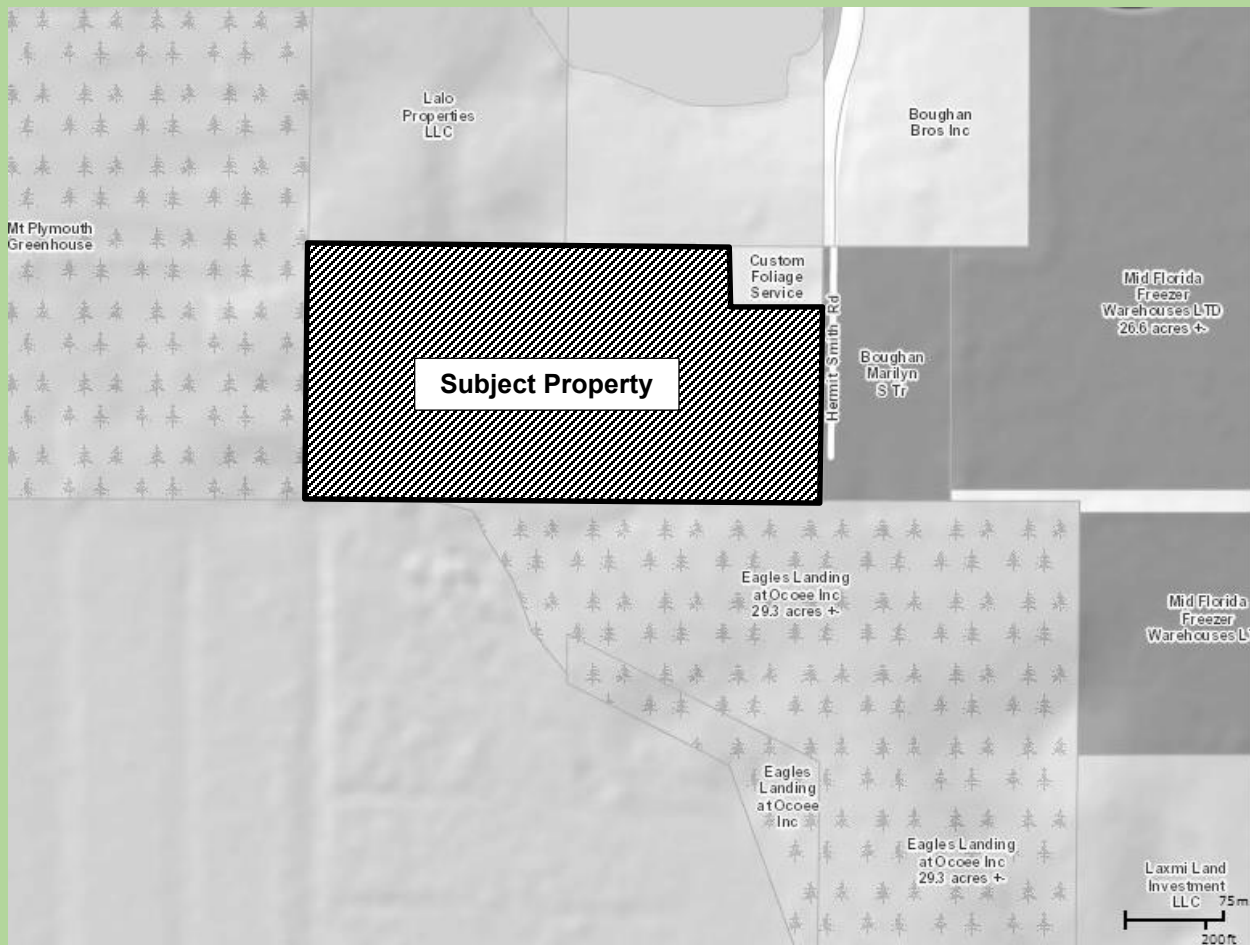 Lalo
Properties
LLC
Boughan
Bros Inc
Mt Plymouth
Greenhouse
Custom
Foliage
Service
Mid Florida
Freezer
Warehouses LTD
26.6 acres +-
Hermit Smith Rd
Boughan
Marilyn
S Tr
Subject Property
Eagles Landing
at Ocoee Inc
29.3 acres +-
Mid Florida
Freezer
Warehouses LT
Eagles
Landing
at Ocoee
Inc
Eagles Landing
at Ocoee Inc
29.3 acres +-
Laxmi Land
Investment
LLC
75m
200ft